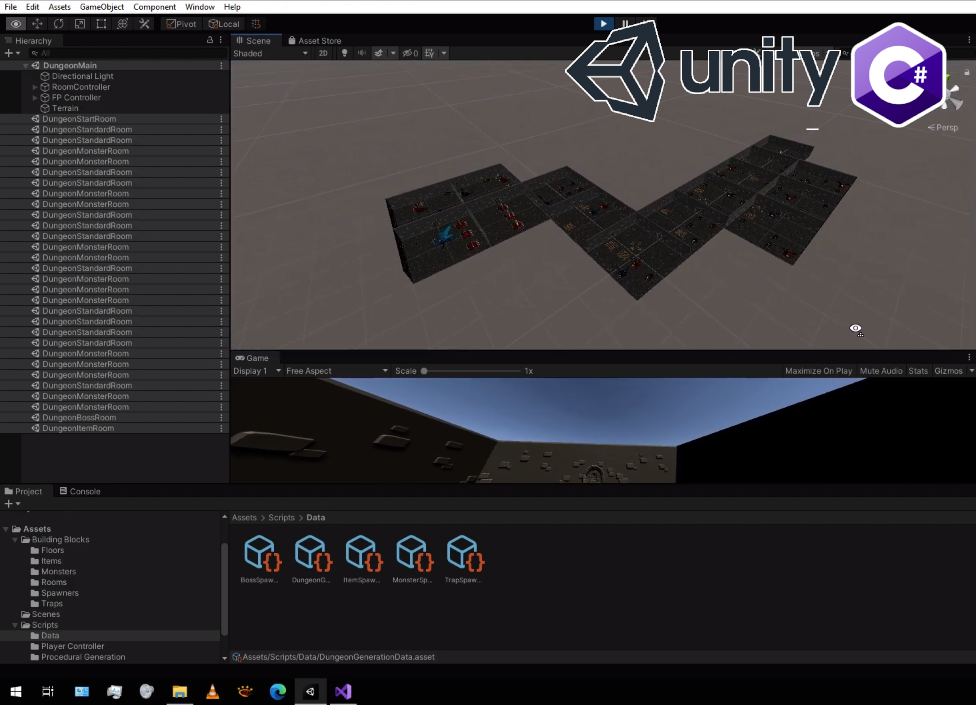 File Edit Assets GameObject Component Window Help
Pivot Local
Hierarchy Scene Asset Store
All Shaded 2D 0
DungeonMain
Directional Light
RoomController
FP Controller
Terrain
DungeonStartRoom
DungeonStandardRoom
DungeonStandardRoom
DungeonMonsterRoom
DungeonMonsterRoom
DungeonStandardRoom
DungeonStandardRoom
DungeonMonsterRoom
DungeonMonsterRoom
DungeonStandardRoom
DungeonStandardRoom
DungeonStandardRoom
DungeonMonsterRoom
DungeonMonsterRoom
DungeonStandardRoom
DungeonMonsterRoom
DungeonMonsterRoom
DungeonMonsterRoom
DungeonStandardRoom
DungeonStandardRoom
DungeonStandardRoom
DungeonStandardRoom
DungeonMonsterRoom
DungeonMonsterRoom
DungeonMonsterRoom
DungeonStandardRoom
DungeonMonsterRoom
DungeonMonsterRoom
DungeonBossRoom
DungeonItemRoom
unity C#
Persp
Game
Display 1 Free Aspect Scale 1x Maximize On Play Mute Audio Stats Gizmos
Project Console
Assets
Building Blocks
Floors
Items
Monsters
Rooms
Spawners
Traps
Scenes
Scripts
Data
Player Controller
Procedural Generation
Assets > Scripts > Data
BossSpaw... DungeonG... ItemSpaw... MonsterSp... TrapSpaw...
Assets/Scripts/Data/DungeonGenerationData.asset